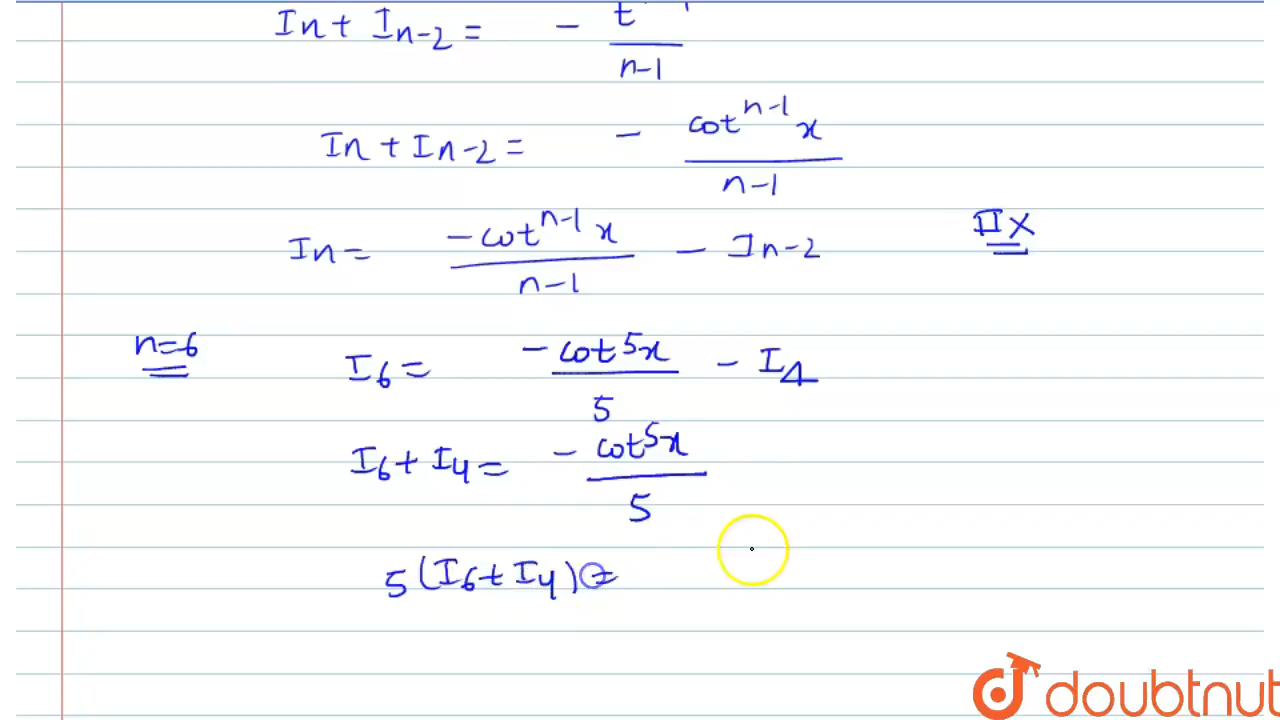 In + In-2 = - t / n-1
In + In-2 = - cot^n-1 x / n-1
In = -cot^n-1 x / n-1 - In-2
II X
n=6
I6 = -cot^5x / 5 - I4
I6 + I4 = - cot^5x / 5
5(I6 + I4) =
doubtnut